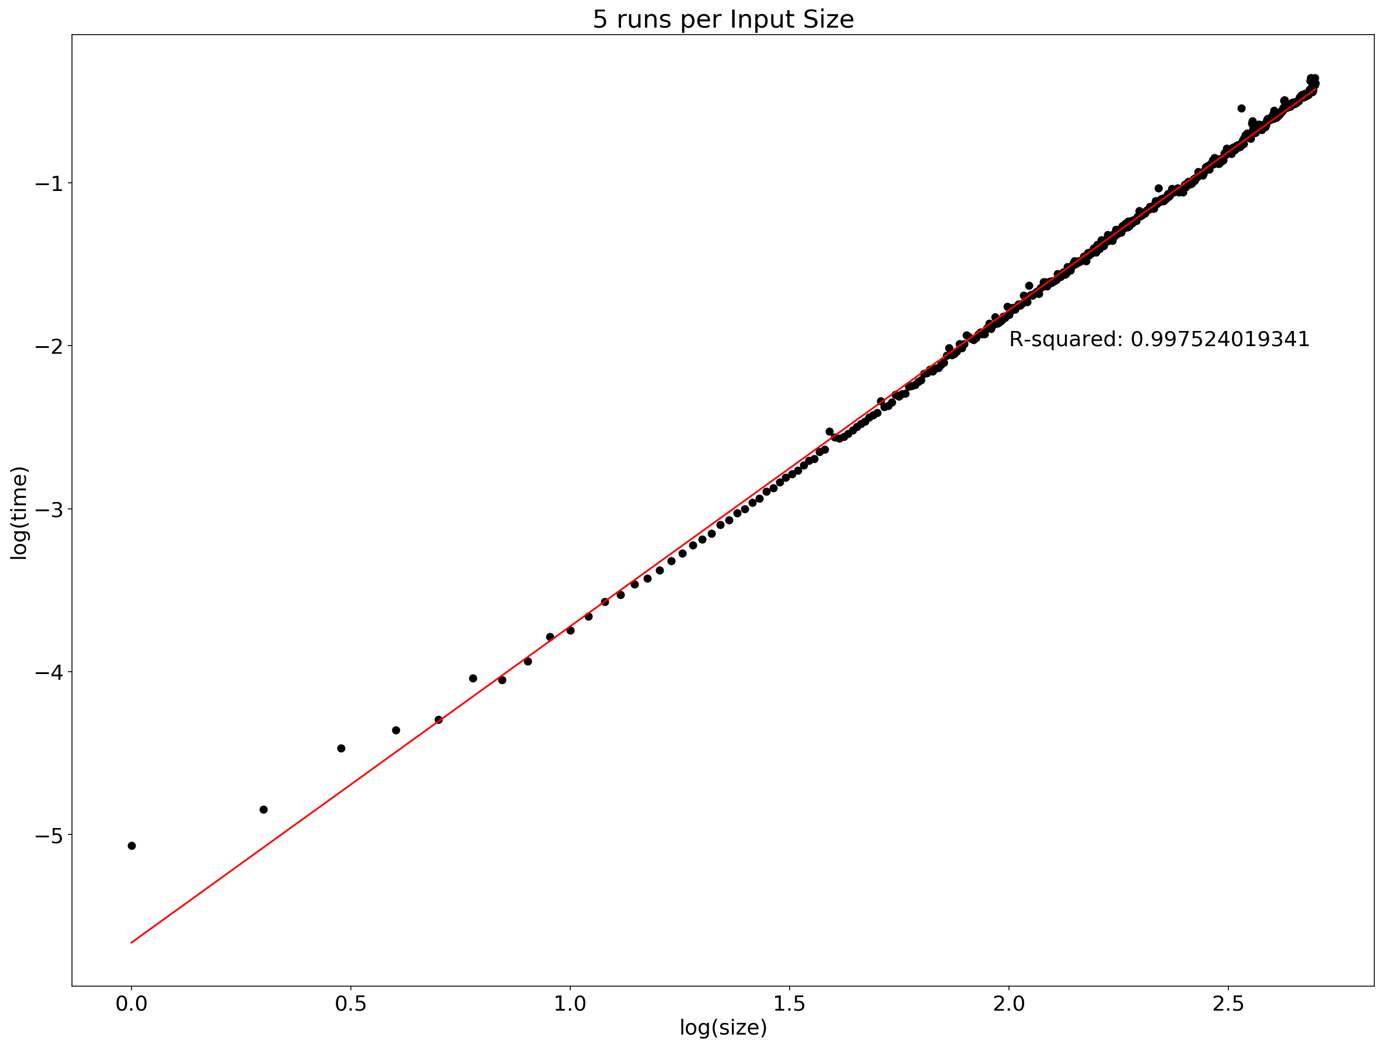 5 runs per Input Size
−1
−2
−3
−4
−5
log(time)
R-squared: 0.997524019341
0.0 0.5 1.0 1.5 2.0 2.5
log(size)